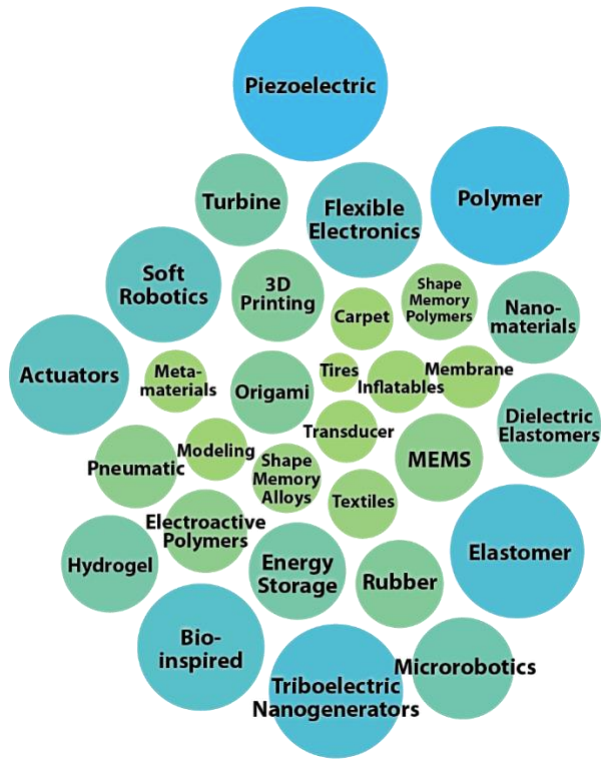 Piezoelectric
Turbine
Flexible
Electronics
Polymer
Soft
Robotics
3D
Printing
Carpet
Shape
Memory
Polymers
Nano-
materials
Actuators
Meta-
materials
Origami
Tires
Inflatables
Membrane
Dielectric
Elastomers
Pneumatic
Modeling
Shape
Memory
Alloys
Transducer
Textiles
MEMS
Hydrogel
Electroactive
Polymers
Energy
Storage
Rubber
Elastomer
Bio-
inspired
Triboelectric
Nanogenerators
Microrobotics